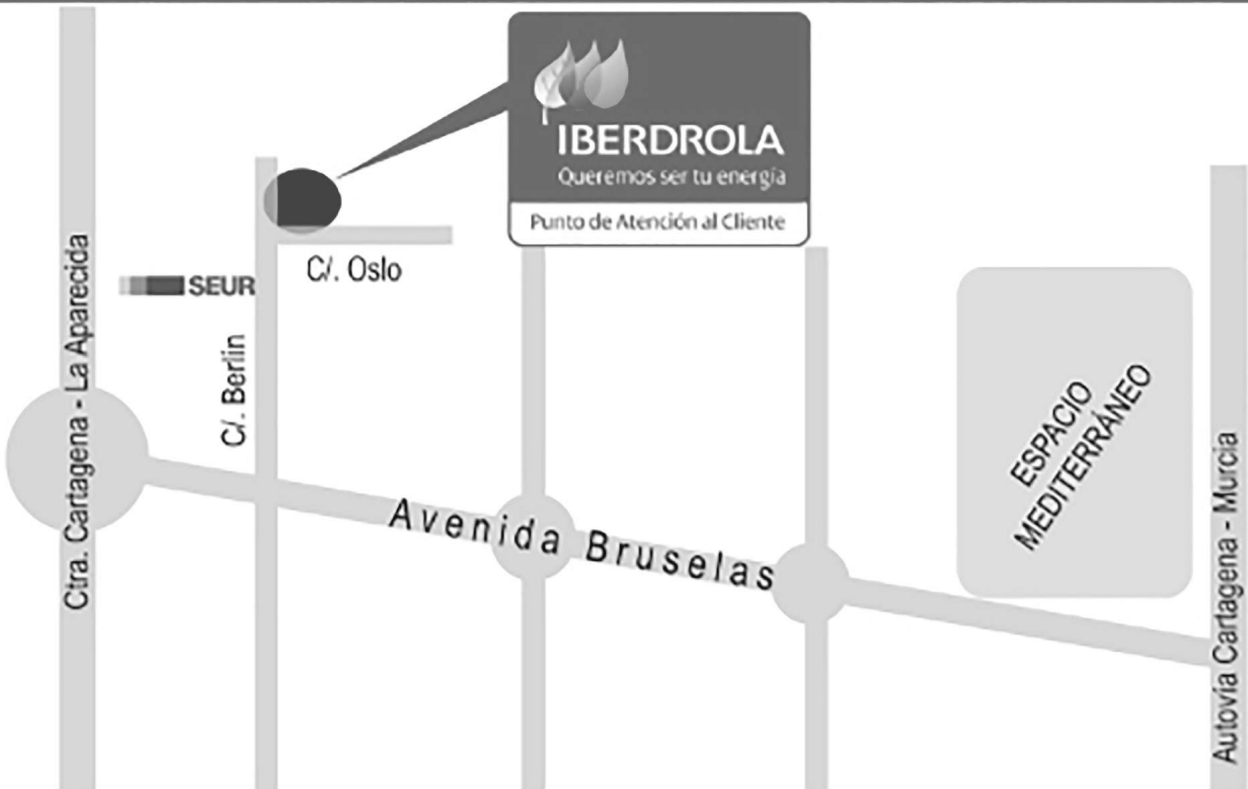 IBERDROLA
Queremos ser tu energía
Punto de Atención al Cliente
C/. Oslo
SEUR
C/. Berlin
Ctra. Cartagena - La Aparecida
Avenida Bruselas
ESPACIO
MEDITERRÁNEO
Autovía Cartagena - Murcia